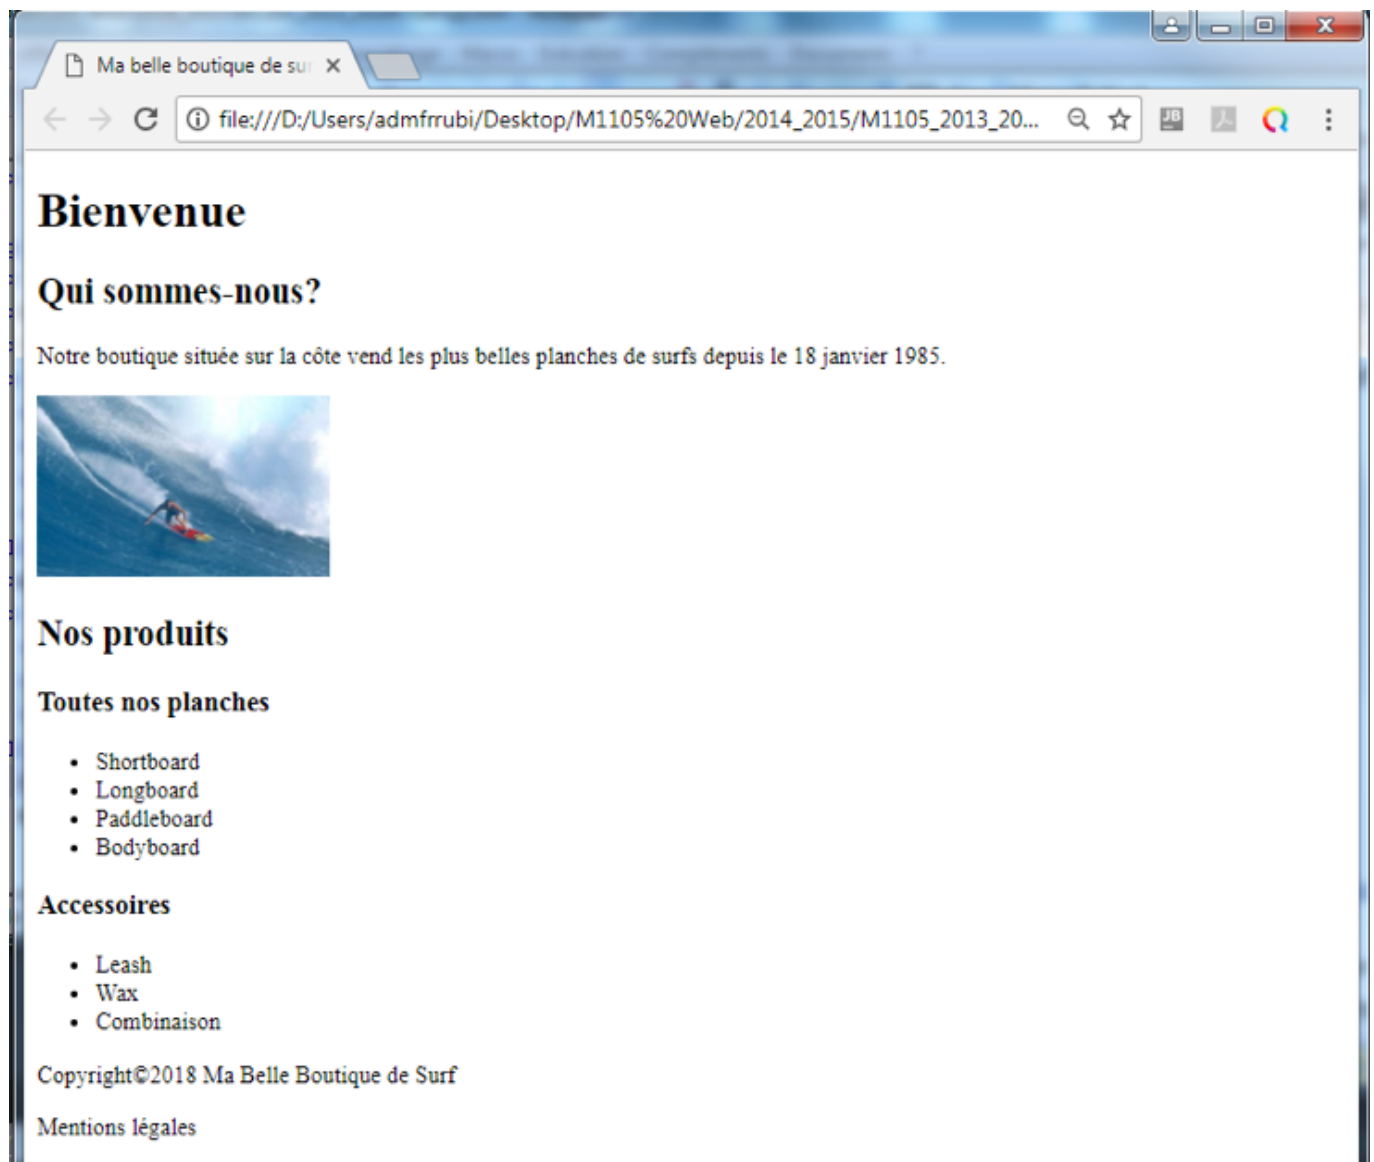 Ma belle boutique de sur
file:///D:/Users/admfrrubi/Desktop/M1105%20Web/2014_2015/M1105_2013_20...
JB
Bienvenue
Qui sommes-nous?
Notre boutique située sur la côte vend les plus belles planches de surfs depuis le 18 janvier 1985.
Nos produits
Toutes nos planches
• Shortboard
• Longboard
• Paddleboard
• Bodyboard
Accessoires
• Leash
• Wax
• Combinaison
Copyright©2018 Ma Belle Boutique de Surf
Mentions légales